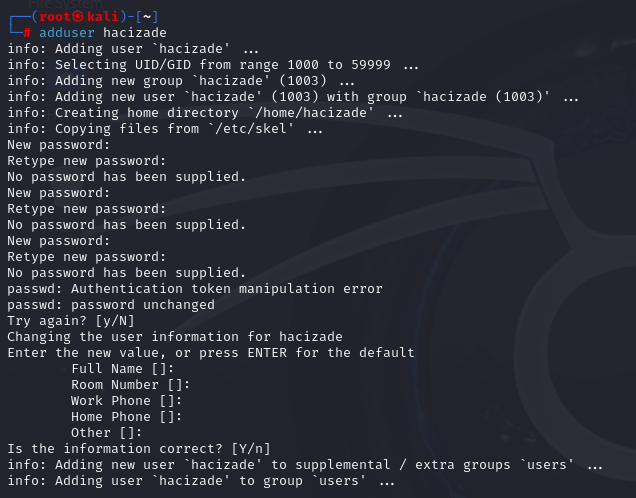 File System
┌──(root㉿kali)-[~]
└─# adduser hacizade
info: Adding user `hacizade' ...
info: Selecting UID/GID from range 1000 to 59999 ...
info: Adding new group `hacizade' (1003) ...
info: Adding new user `hacizade' (1003) with group `hacizade (1003)' ...
info: Creating home directory `/home/hacizade' ...
info: Copying files from `/etc/skel' ...
New password:
Retype new password:
No password has been supplied.
New password:
Retype new password:
No password has been supplied.
New password:
Retype new password:
No password has been supplied.
passwd: Authentication token manipulation error
passwd: password unchanged
Try again? [y/N]
Changing the user information for hacizade
Enter the new value, or press ENTER for the default
        Full Name []:
        Room Number []:
        Work Phone []:
        Home Phone []:
        Other []:
Is the information correct? [Y/n]
info: Adding new user `hacizade' to supplemental / extra groups `users' ...
info: Adding user `hacizade' to group `users' ...